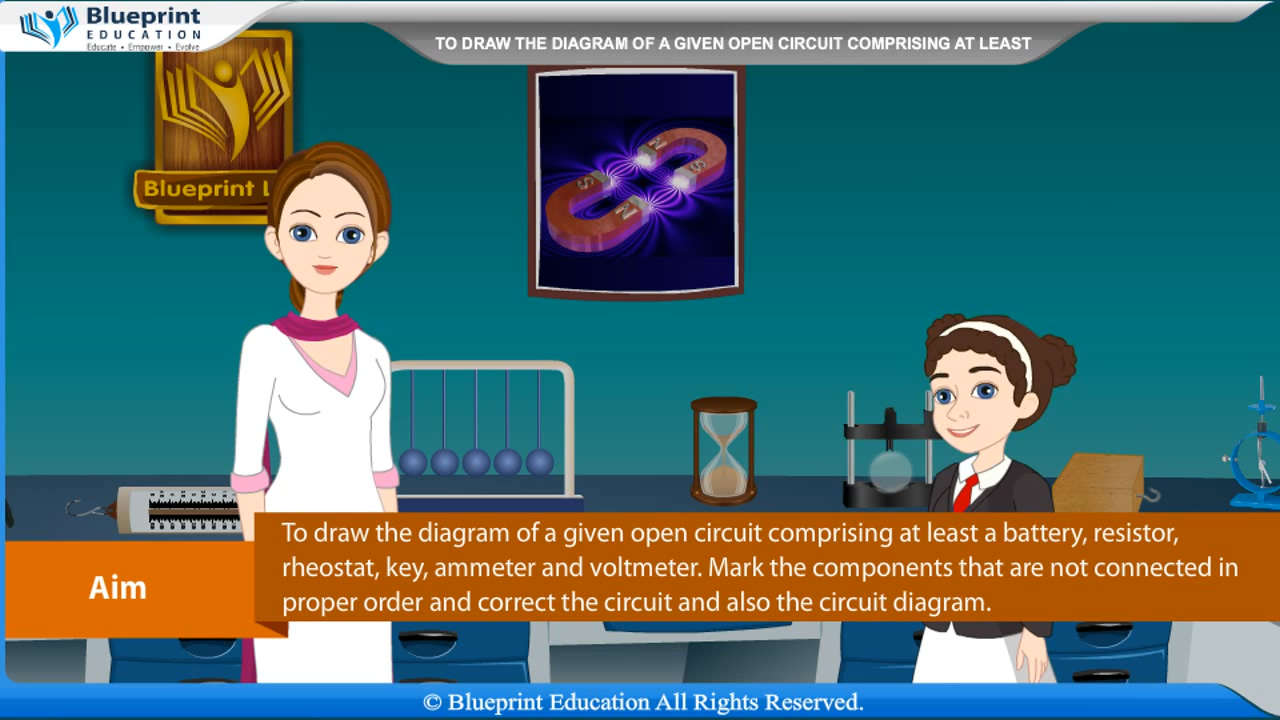 Blueprint
EDUCATION
Educate • Empower • Evolve
TO DRAW THE DIAGRAM OF A GIVEN OPEN CIRCUIT COMPRISING AT LEAST
Blueprint L
N
S
S
N
To draw the diagram of a given open circuit comprising at least a battery, resistor,
rheostat, key, ammeter and voltmeter. Mark the components that are not connected in
proper order and correct the circuit and also the circuit diagram.
Aim
© Blueprint Education All Rights Reserved.